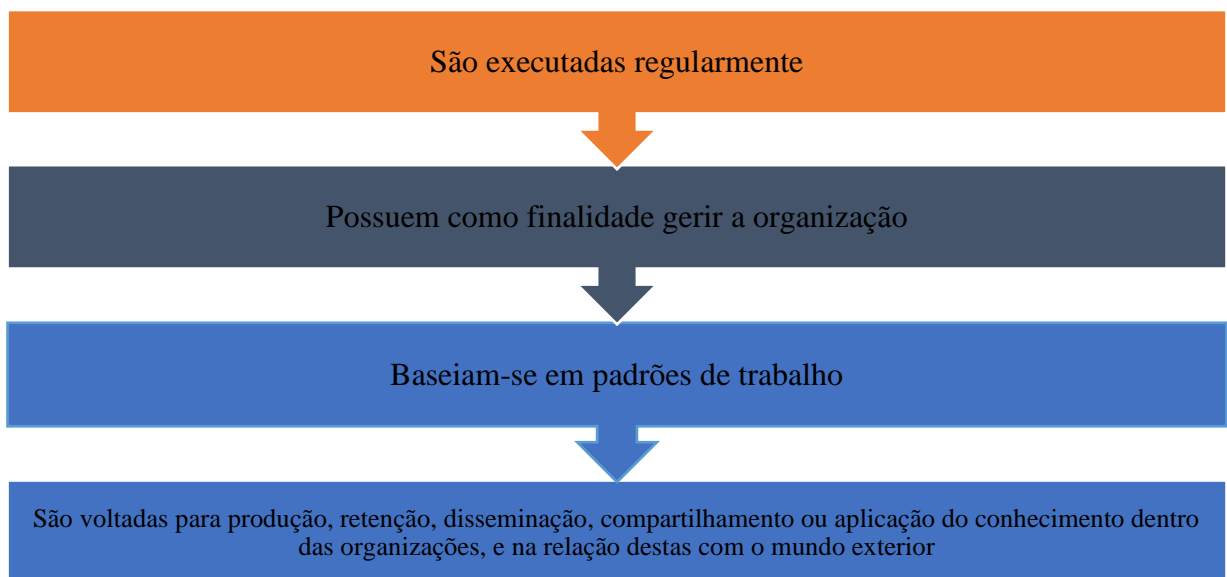 São executadas regularmente
Possuem como finalidade gerir a organização
Baseiam-se em padrões de trabalho
São voltadas para produção, retenção, disseminação, compartilhamento ou aplicação do conhecimento dentro
das organizações, e na relação destas com o mundo exterior